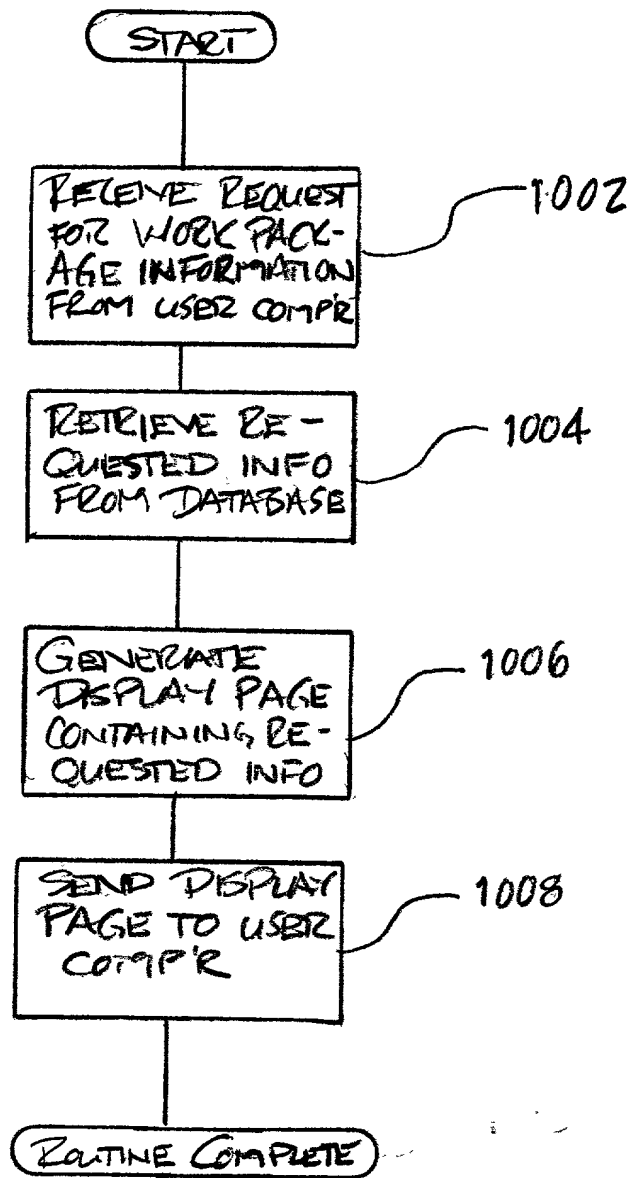 START
RECEIVE REQUEST
FOR WORK PACK-
AGE INFORMATION
FROM USER COMP'R
1002
RETRIEVE RE-
QUESTED INFO
FROM DATABASE
1004
GENERATE
DISPLAY PAGE
CONTAINING RE-
QUESTED INFO
1006
SEND DISPLAY
PAGE TO USER
COMP'R
1008
ROUTINE COMPLETE